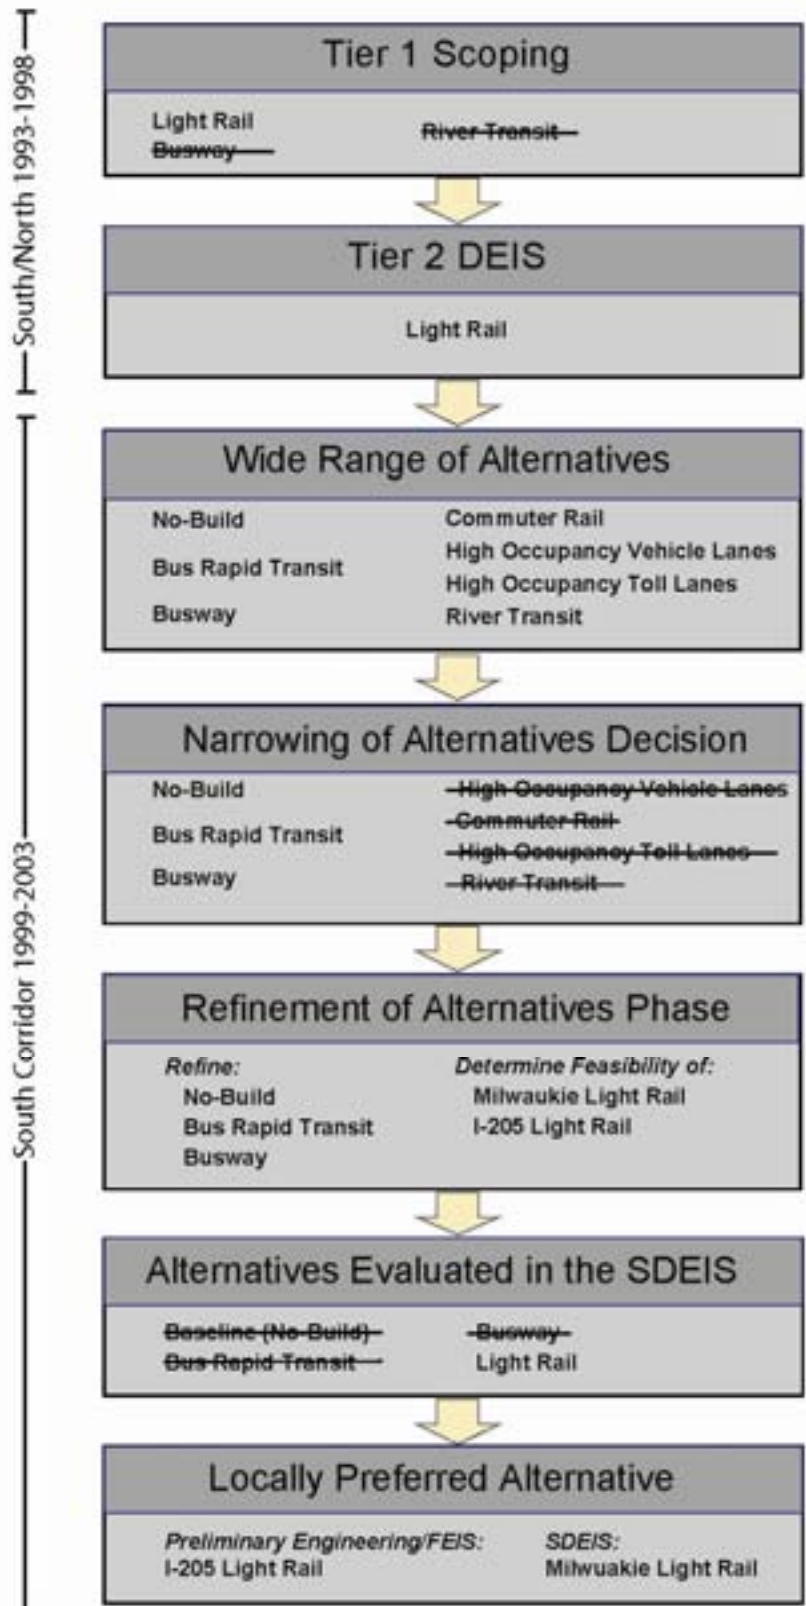 South/North 1993-1998
Tier 1 Scoping
Light Rail
Busway
River Transit
Tier 2 DEIS
Light Rail
South Corridor 1999-2003
Wide Range of Alternatives
No-Build
Bus Rapid Transit
Busway
Commuter Rail
High Occupancy Vehicle Lanes
High Occupancy Toll Lanes
River Transit
Narrowing of Alternatives Decision
No-Build
Bus Rapid Transit
Busway
High Occupancy Vehicle Lanes
Commuter Rail
High Occupancy Toll Lanes
River Transit
Refinement of Alternatives Phase
Refine:
No-Build
Bus Rapid Transit
Busway
Determine Feasibility of:
Milwaukie Light Rail
I-205 Light Rail
Alternatives Evaluated in the SDEIS
Baseline (No-Build)
Bus Rapid Transit
Busway
Light Rail
Locally Preferred Alternative
Preliminary Engineering/FEIS:
I-205 Light Rail
SDEIS:
Milwuakie Light Rail